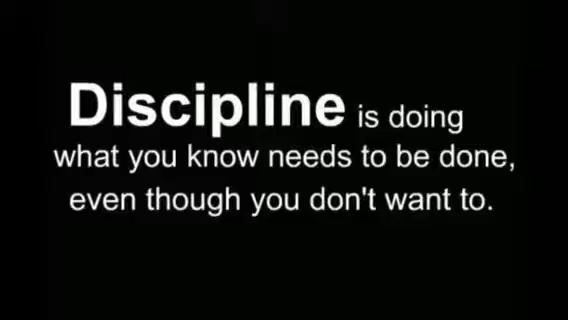 Discipline is doing
what you know needs to be done,
even though you don't want to.